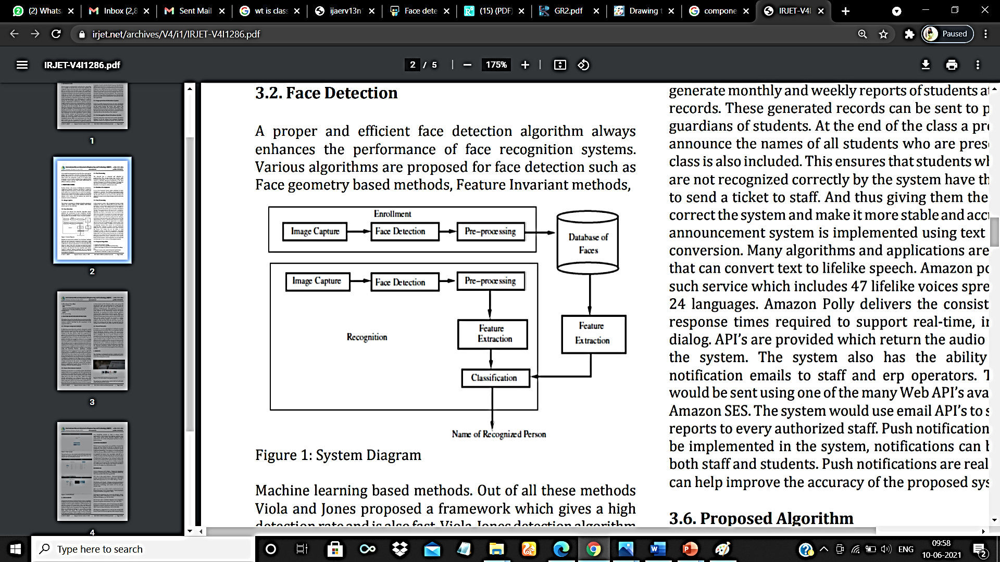 (2) Whats
Inbox (2,8
Sent Mail
wt is clas
ijaerv13n
Face dete
(15) (PDF
GR2.pdf
Drawing
compone
IRJET-V4I
irjet.net/archives/V4/i1/IRJET-V4I1286.pdf
Paused
IRJET-V4I1286.pdf
2 / 5
175%
1
2
3
4
3.2. Face Detection
A proper and efficient face detection algorithm always
enhances the performance of face recognition systems.
Various algorithms are proposed for face detection such as
Face geometry based methods, Feature Invariant methods,
Enrollment
Image Capture
Face Detection
Pre-processing
Database of
Faces
Image Capture
Face Detection
Pre-processing
Recognition
Feature
Extraction
Feature
Extraction
Classification
Name of Recognized Person
Figure 1: System Diagram
Machine learning based methods. Out of all these methods
Viola and Jones proposed a framework which gives a high
detection rate and is also fast. Viola-Jones detection algorithm
generate monthly and weekly reports of students at
records. These generated records can be sent to p
guardians of students. At the end of the class a pr
announce the names of all students who are pres
class is also included. This ensures that students wh
are not recognized correctly by the system have th
to send a ticket to staff. And thus giving them the
correct the system and make it more stable and acc
announcement system is implemented using text
conversion. Many algorithms and applications are
that can convert text to lifelike speech. Amazon po
such service which includes 47 lifelike voices spre
24 languages. Amazon Polly delivers the consist
response times required to support real-time, in
dialog. API's are provided which return the audio
the system. The system also has the ability
notification emails to staff and erp operators. T
would be sent using one of the many Web API's ava
Amazon SES. The system would use email API's to s
reports to every authorized staff. Push notification
be implemented in the system, notifications can b
both staff and students. Push notifications are real
can help improve the accuracy of the proposed sys
3.6. Proposed Algorithm
Type here to search
ENG
09:58
10-06-2021
2